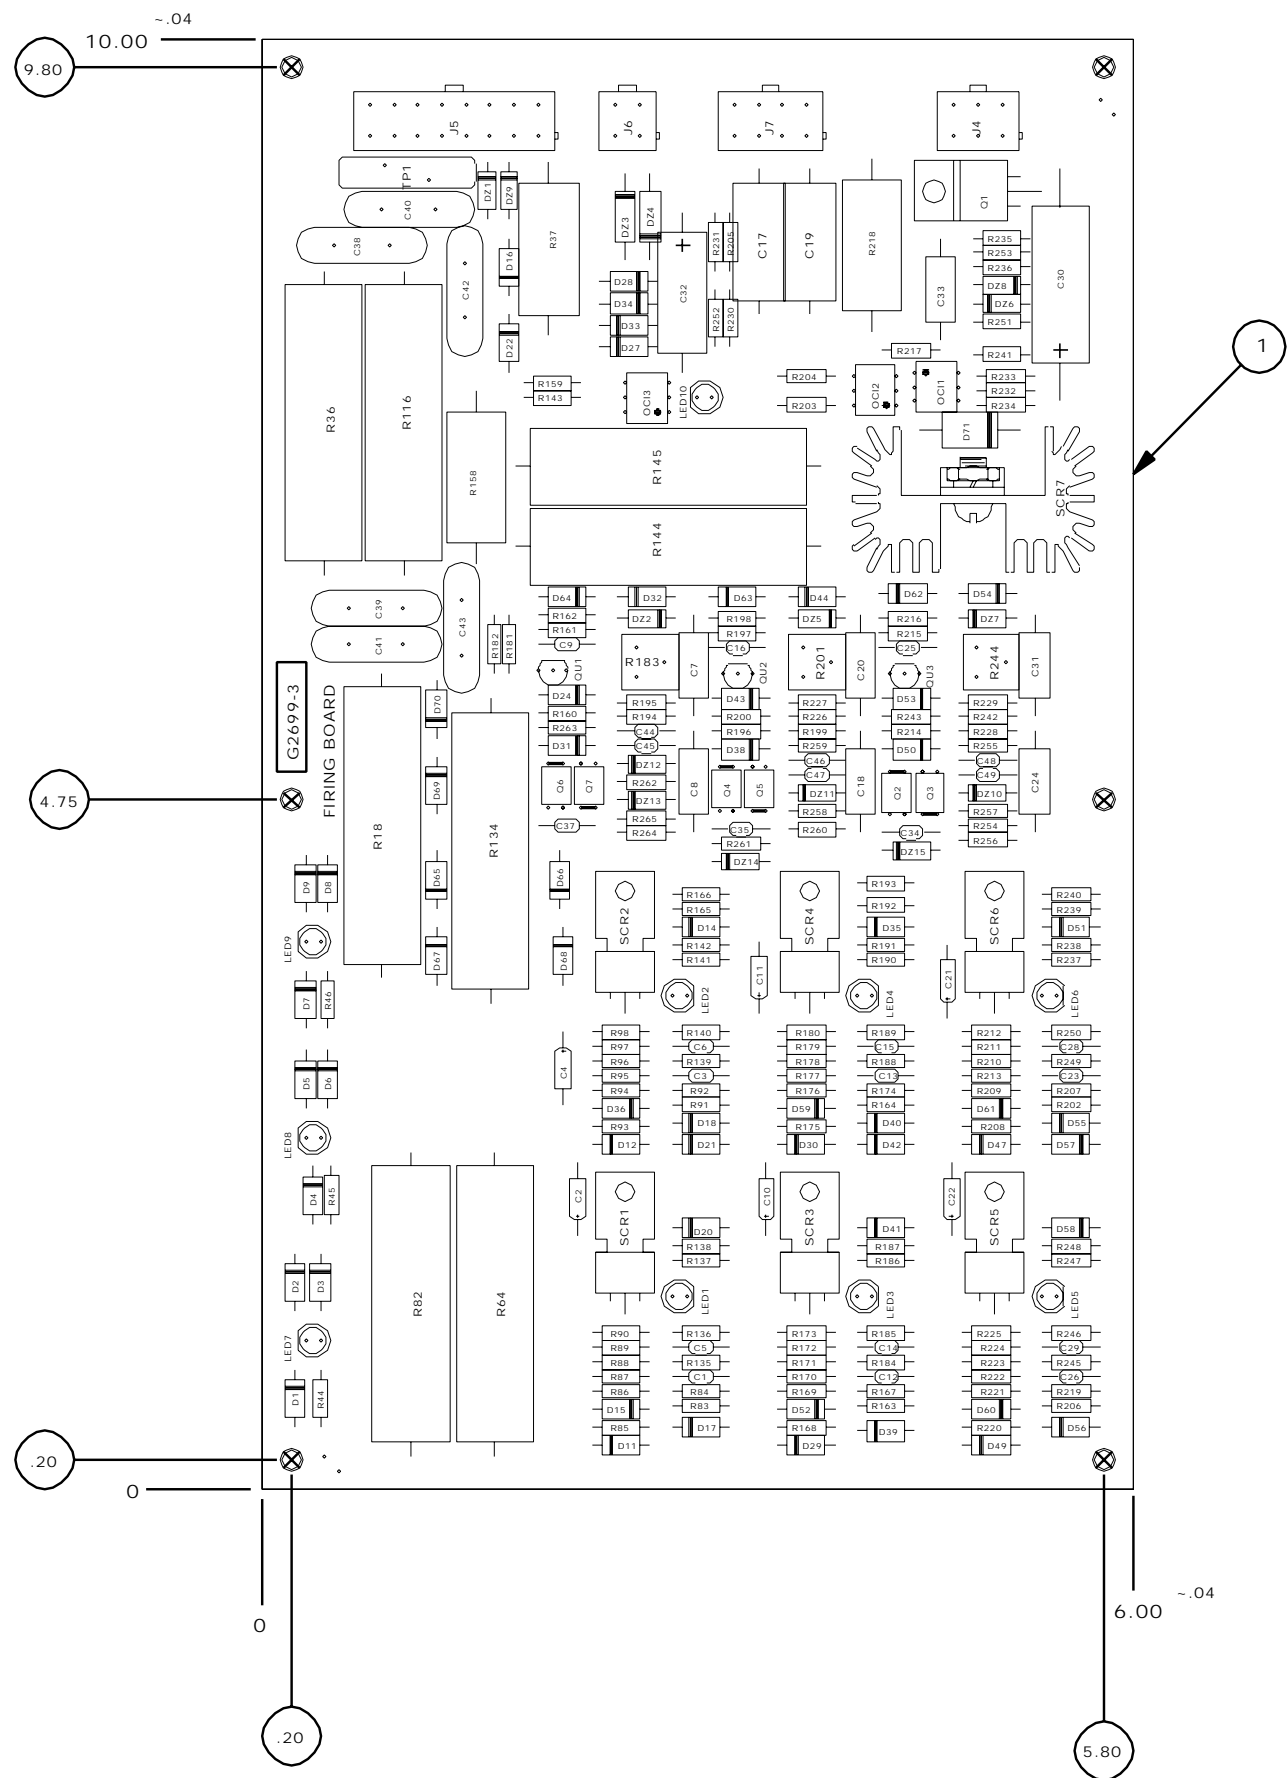 ~.04
10.00
9.80
J5
J6
J7
J4
TP1
DZ1
DZ9
C40
C38
C42
D16
D22
R37
DZ3
DZ4
R231
R205
C17
C19
R218
Q1
R235
R253
R236
DZ8
DZ6
R251
C30
C33
D28
D34
D33
D27
C32
R252
R230
R217
R241
1
R159
R143
OCI3
LED10
R204
R203
OCI2
OCI1
R233
R232
R234
D71
R36
R116
R158
R145
R144
SCR7
C39
C41
C43
R182
R181
D64
R162
R161
C9
QU1
D32
DZ2
R183
C7
D63
R198
R197
C16
QU2
D44
DZ5
R201
C20
D62
R216
R215
C25
QU3
D54
DZ7
R244
C31
G2699-3
FIRING BOARD
D70
D69
D65
D67
R18
R134
D24
R160
R263
D31
Q6
Q7
C37
D66
D68
R195
R194
C44
C45
DZ12
R262
DZ13
R265
R264
C8
D43
R200
R196
D38
Q4
Q5
C35
R261
DZ14
R227
R226
R199
R259
C46
C47
DZ11
R258
R260
C18
D53
R243
R214
D50
Q2
Q3
C34
DZ15
R229
R242
R228
R255
C48
C49
DZ10
R257
R254
R256
C24
4.75
D9
D8
LED9
D7
R46
D5
D6
LED8
D4
R45
D2
D3
LED7
D1
R44
SCR2
R166
R165
D14
R142
R141
LED2
C11
SCR4
R193
R192
D35
R191
R190
LED4
C21
SCR6
R240
R239
D51
R238
R237
LED6
C4
R98
R97
R96
R95
R94
D36
R93
D12
R140
C6
R139
C3
R92
R91
D18
D21
R180
R179
R178
R177
R176
D59
R175
D30
R189
C15
R188
C13
R174
R164
D40
D42
R212
R211
R210
R213
R209
D61
R208
D47
R250
C28
R249
C23
R207
R202
D55
D57
R82
R64
C2
SCR1
D20
R138
R137
LED1
C10
SCR3
D41
R187
R186
LED3
C22
SCR5
D58
R248
R247
LED5
R90
R89
R88
R87
R86
D15
R85
D11
R136
C5
R135
C1
R84
R83
D17
R173
R172
R171
R170
R169
D52
R168
D29
R185
C14
R184
C12
R167
R163
D39
R225
R224
R223
R222
R221
D60
R220
D49
R246
C29
R245
C26
R219
R206
D56
.20
0
0
6.00
~.04
.20
5.80